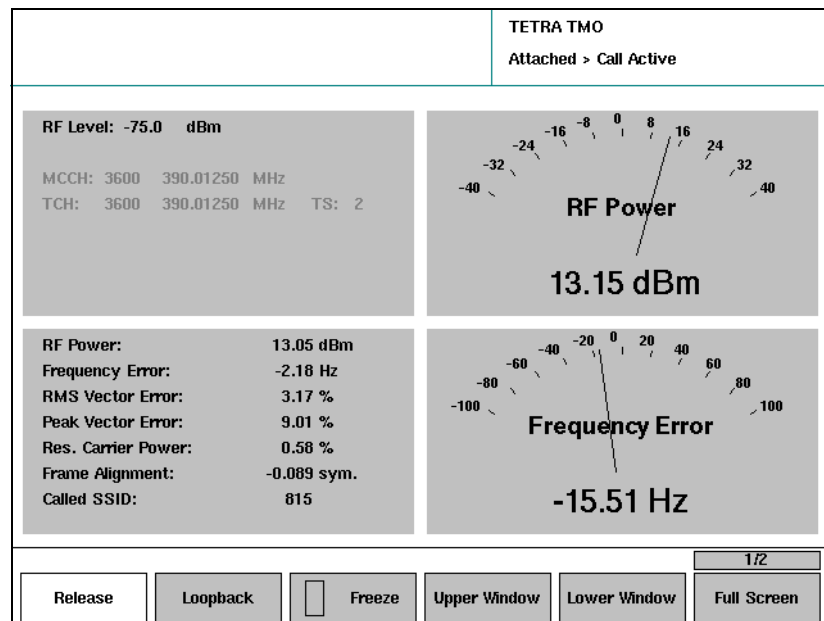 TETRA TMO
Attached > Call Active
RF Level: -75.0 dBm
MCCH: 3600 390.01250 MHz
TCH: 3600 390.01250 MHz TS: 2
-40 -32 -24 -16 -8 0 8 16 24 32 40
RF Power
13.15 dBm
RF Power: 13.05 dBm
Frequency Error: -2.18 Hz
RMS Vector Error: 3.17 %
Peak Vector Error: 9.01 %
Res. Carrier Power: 0.58 %
Frame Alignment: -0.089 sym.
Called SSID: 815
-100 -80 -60 -40 -20 0 20 40 60 80 100
Frequency Error
-15.51 Hz
1/2
Release Loopback Freeze Upper Window Lower Window Full Screen